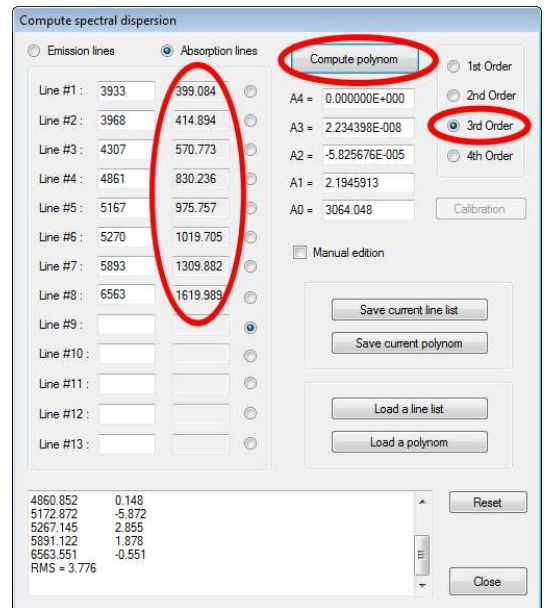 Compute spectral dispersion
Emission lines
Absorption lines
Line #1 : 3933 399.084
Line #2 : 3968 414.894
Line #3 : 4307 570.773
Line #4 : 4861 830.236
Line #5 : 5167 975.757
Line #6 : 5270 1019.705
Line #7 : 5893 1309.882
Line #8 : 6563 1619.989
Line #9 :
Line #10 :
Line #11 :
Line #12 :
Line #13 :
Compute polynom
1st Order
2nd Order
3rd Order
4th Order
A4 = 0.000000E+000
A3 = 2.234398E-008
A2 = -5.825676E-005
A1 = 2.1945913
A0 = 3064.048
Calibration
Manual edition
Save current line list
Save current polynom
Load a line list
Load a polynom
4860.852 0.148
5172.872 -5.872
5267.145 2.855
5891.122 1.878
6563.551 -0.551
RMS = 3.776
Reset
Close